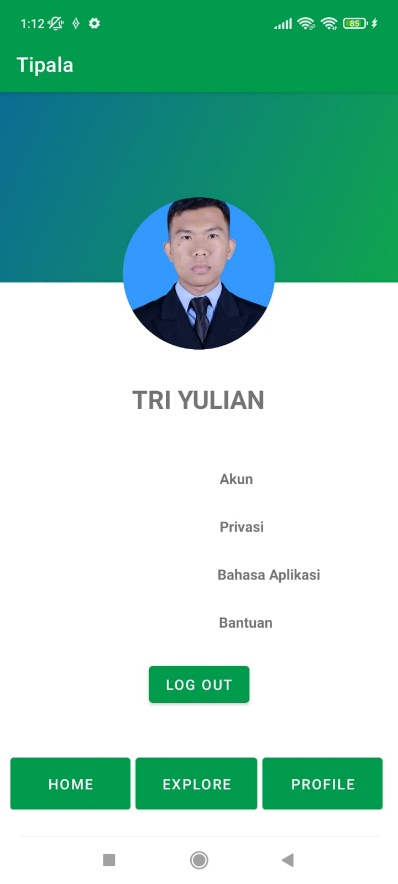 1:12
85
Tipala
TRI YULIAN
Akun
Privasi
Bahasa Aplikasi
Bantuan
LOG OUT
HOME EXPLORE PROFILE